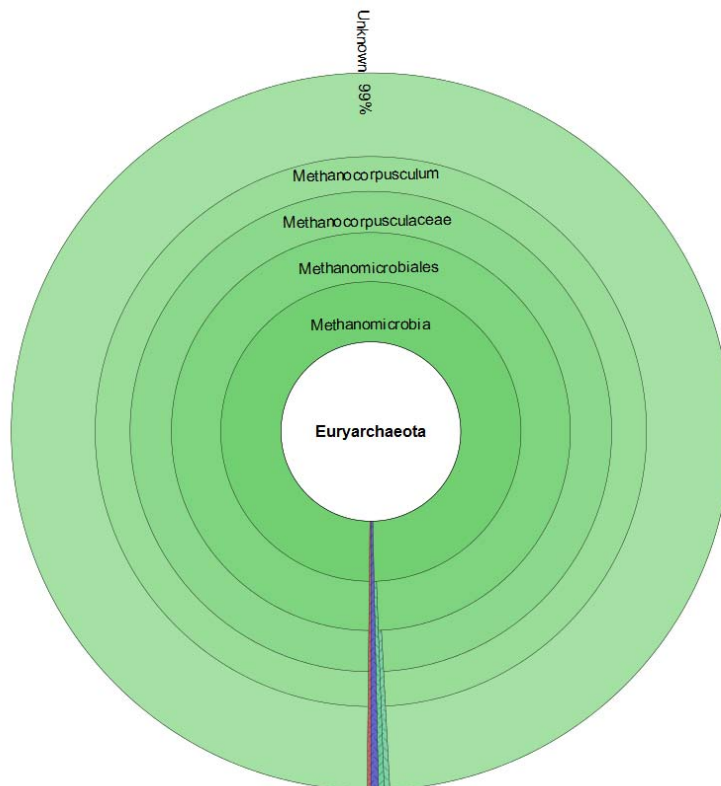 Unknown 99%
Methanocorpusculum
Methanocorpusculaceae
Methanomicrobiales
Methanomicrobia
Euryarchaeota